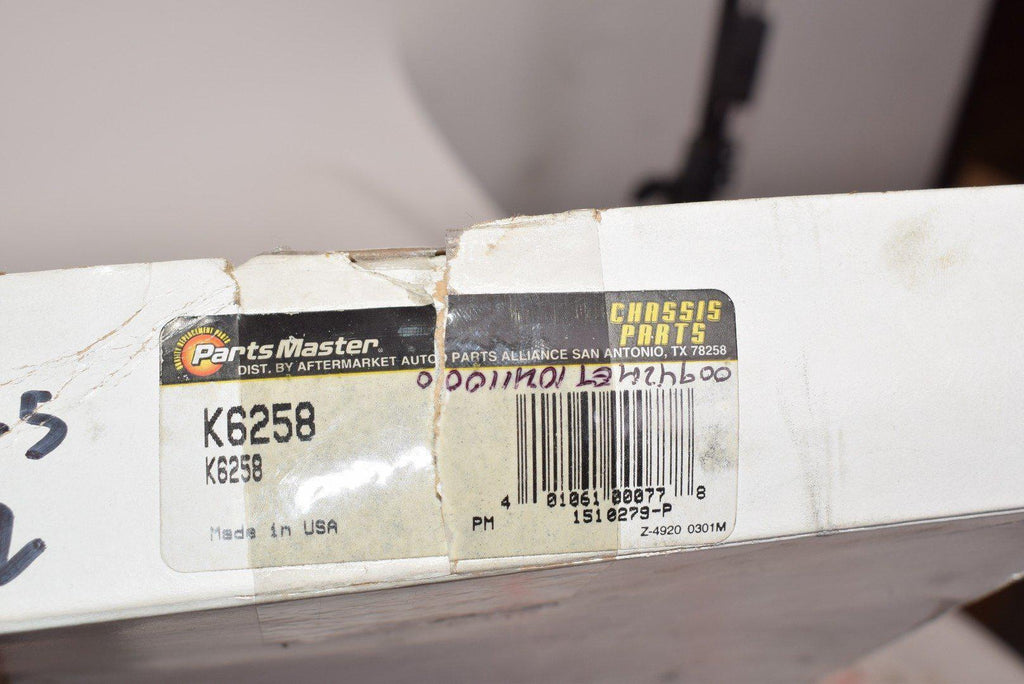 QUALITY REPLACEMENT PARTS
Parts Master®
CHASSIS
PARTS
DIST. BY AFTERMARKET AUTO PARTS ALLIANCE SAN ANTONIO, TX 78258
K6258
K6258
Made in USA
4 01061 00077 8
PM 1510279-P
Z-4920 0301M